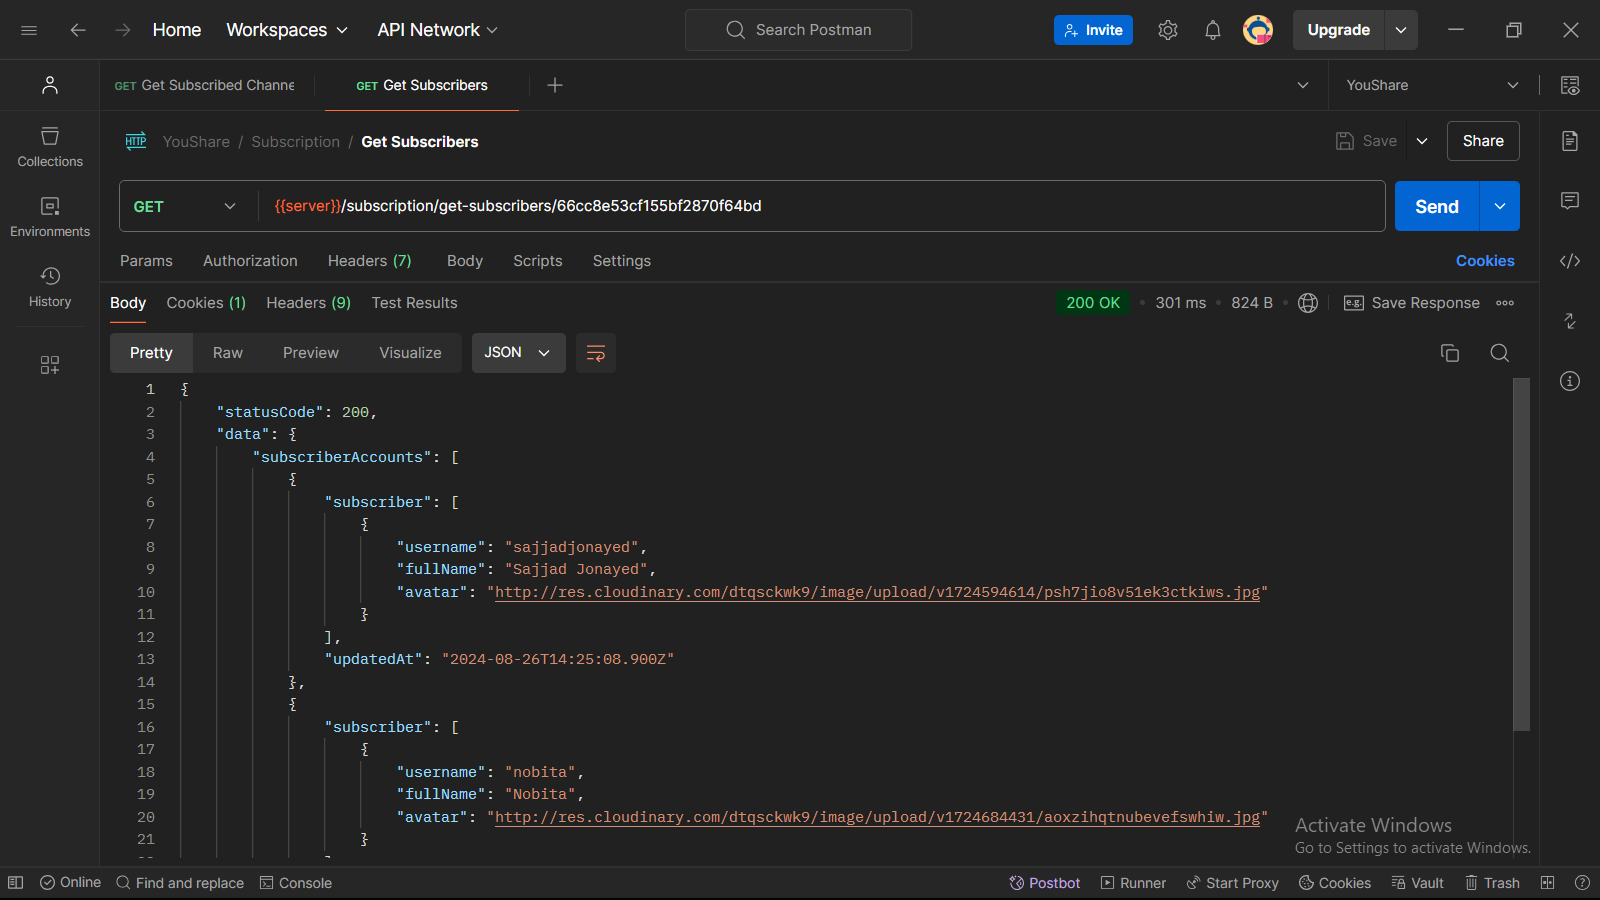 Home Workspaces API Network Search Postman Invite Upgrade
GET Get Subscribed Channe GET Get Subscribers YouShare
HTTP YouShare / Subscription / Get Subscribers Save Share
Collections
GET {{server}}/subscription/get-subscribers/66cc8e53cf155bf2870f64bd Send
Environments
Params Authorization Headers (7) Body Scripts Settings Cookies
History
Body Cookies (1) Headers (9) Test Results 200 OK 301 ms 824 B e.g. Save Response
Pretty Raw Preview Visualize JSON
1 {
2 "statusCode": 200,
3 "data": {
4 "subscriberAccounts": [
5 {
6 "subscriber": [
7 {
8 "username": "sajjadjonayed",
9 "fullName": "Sajjad Jonayed",
10 "avatar": "http://res.cloudinary.com/dtqsckwk9/image/upload/v1724594614/psh7jio8v51ek3ctkiws.jpg"
11 }
12 ],
13 "updatedAt": "2024-08-26T14:25:08.900Z"
14 },
15 {
16 "subscriber": [
17 {
18 "username": "nobita",
19 "fullName": "Nobita",
20 "avatar": "http://res.cloudinary.com/dtqsckwk9/image/upload/v1724684431/aoxzihqtnubevefswhiw.jpg"
21 }
Activate Windows
Go to Settings to activate Windows.
Online Find and replace Console Postbot Runner Start Proxy Cookies Vault Trash